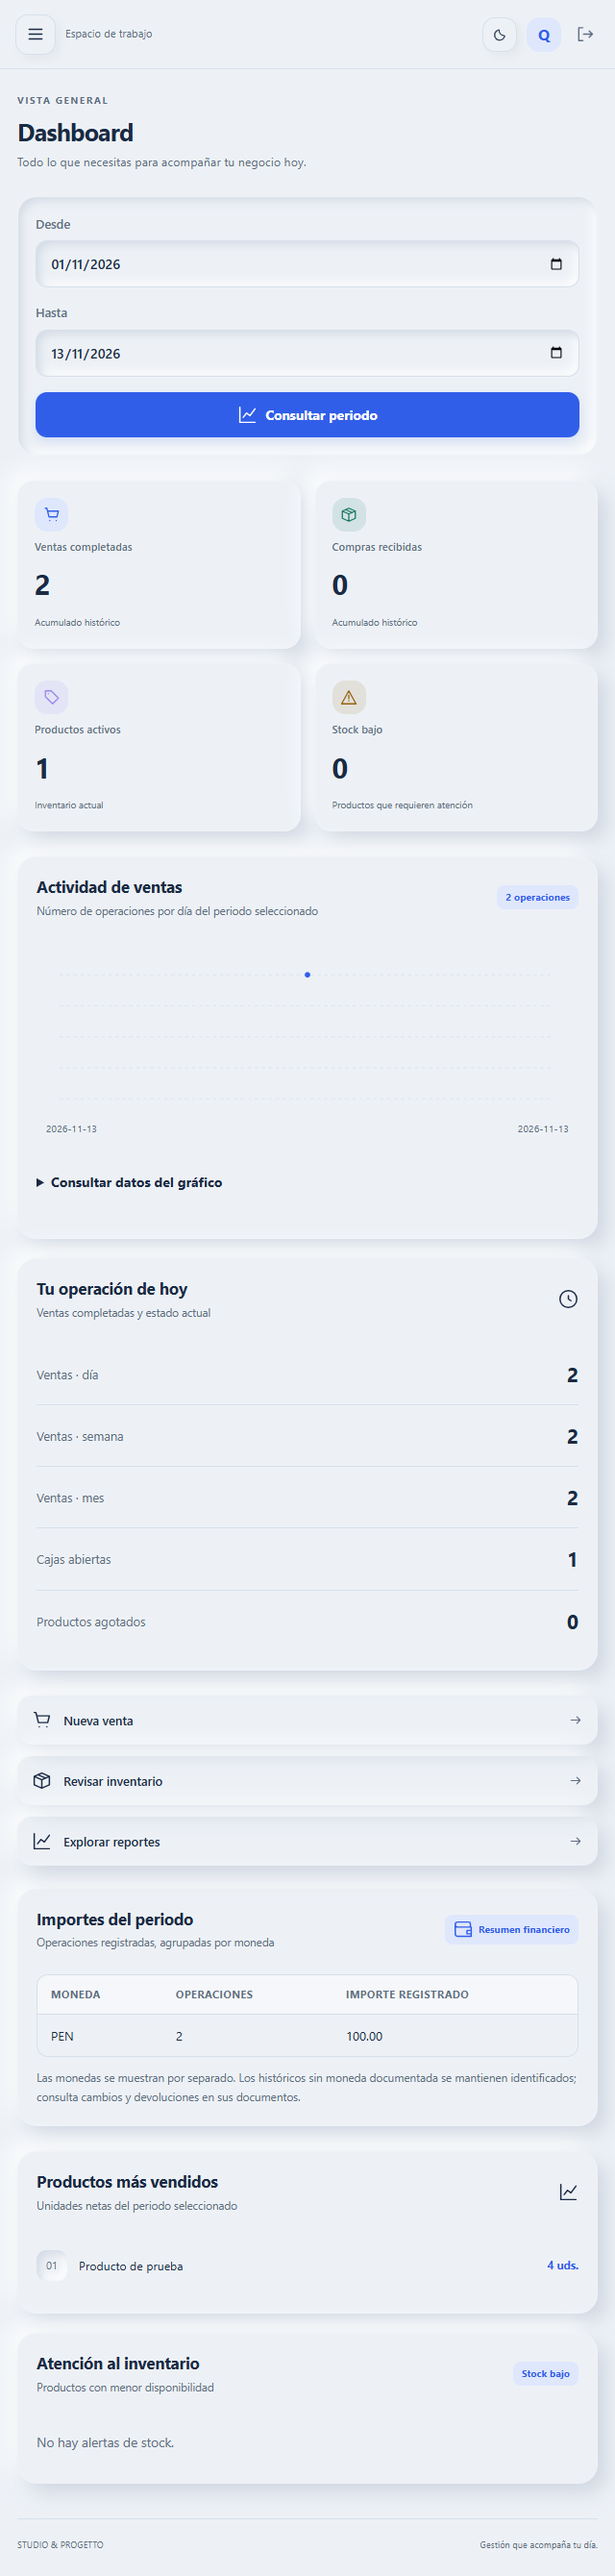 Espacio de trabajo
Q
VISTA GENERAL
Dashboard
Todo lo que necesitas para acompañar tu negocio hoy.
Desde
01/11/2026
Hasta
13/11/2026
Consultar periodo
Ventas completadas
2
Acumulado histórico
Compras recibidas
0
Acumulado histórico
Productos activos
1
Inventario actual
Stock bajo
0
Productos que requieren atención
Actividad de ventas
Número de operaciones por día del periodo seleccionado
2 operaciones
2026-11-13 2026-11-13
Consultar datos del gráfico
Tu operación de hoy
Ventas completadas y estado actual
Ventas · día 2
Ventas · semana 2
Ventas · mes 2
Cajas abiertas 1
Productos agotados 0
Nueva venta
Revisar inventario
Explorar reportes
Importes del periodo
Operaciones registradas, agrupadas por moneda
Resumen financiero
MONEDA OPERACIONES IMPORTE REGISTRADO
PEN 2 100.00
Las monedas se muestran por separado. Los históricos sin moneda documentada se mantienen identificados;
consulta cambios y devoluciones en sus documentos.
Productos más vendidos
Unidades netas del periodo seleccionado
01 Producto de prueba 4 uds.
Atención al inventario
Productos con menor disponibilidad
Stock bajo
No hay alertas de stock.
STUDIO & PROGETTO Gestión que acompaña tu día.